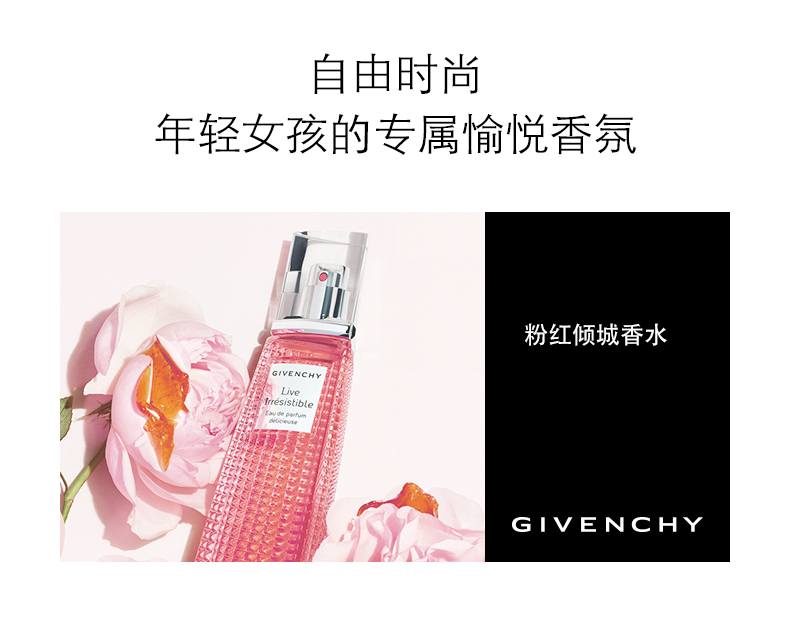 自由时尚
年轻女孩的专属愉悦香氛
GIVENCHY
Live
Irrésistible
Eau de parfum
délicieuse
粉红倾城香水
GIVENCHY